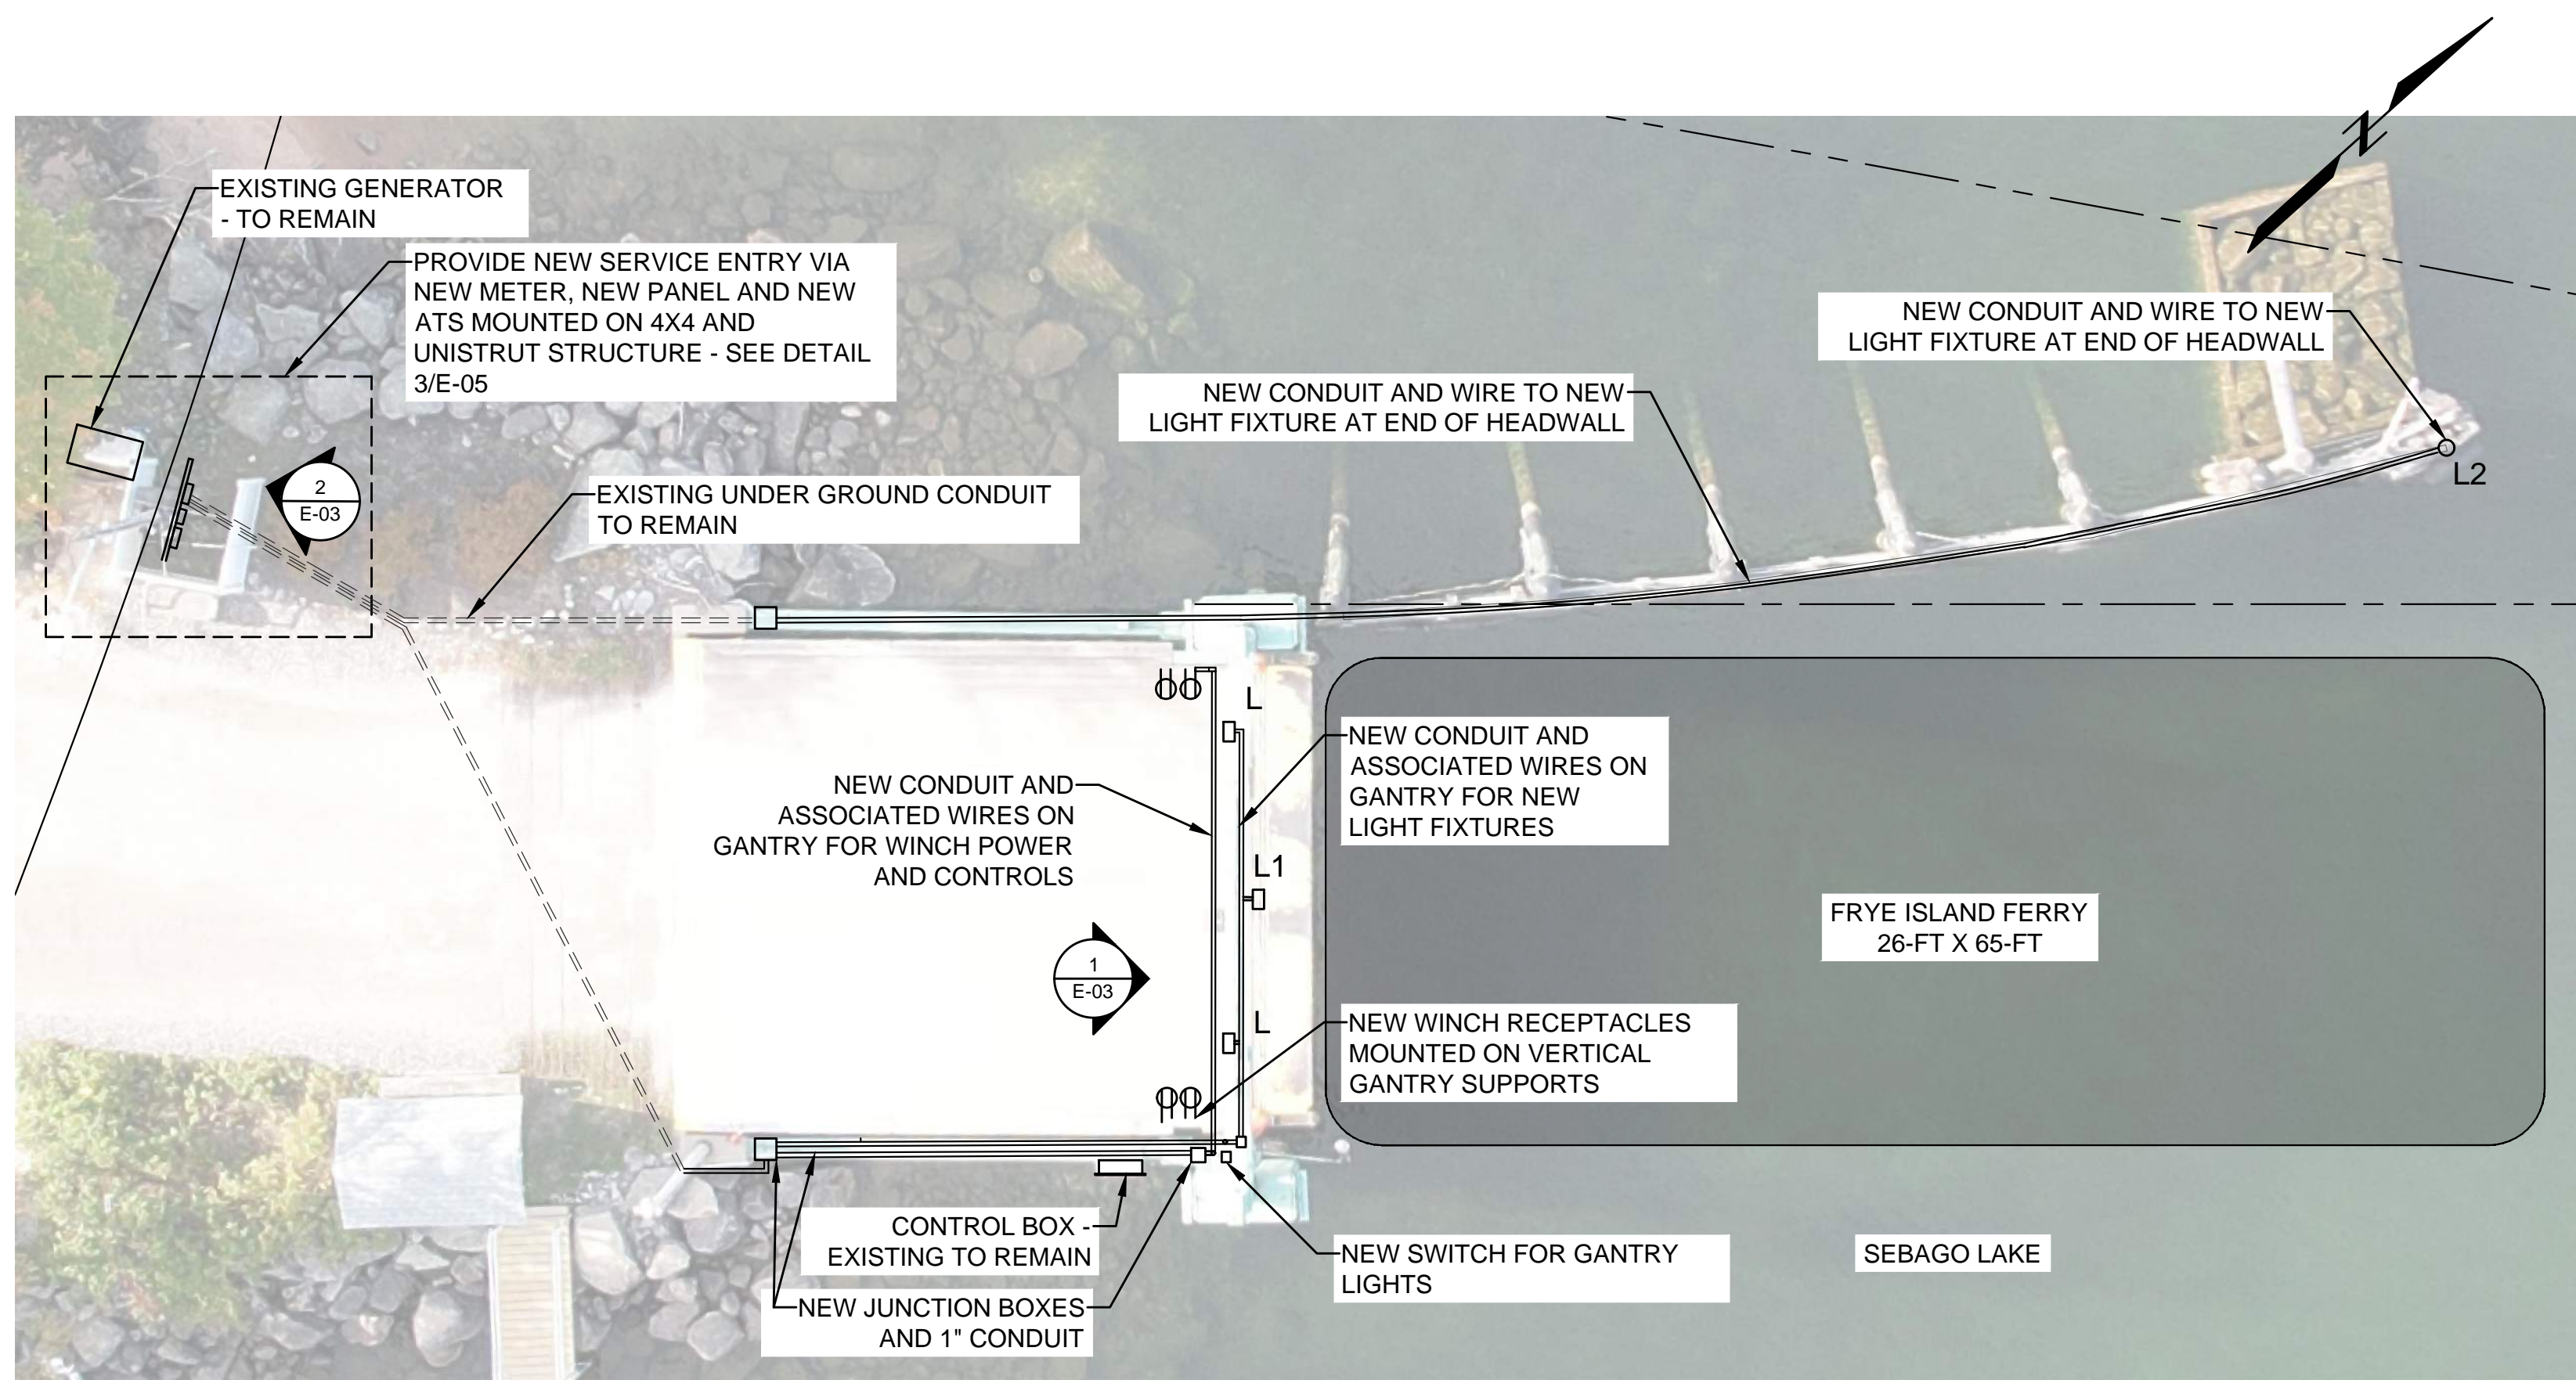 N
EXISTING GENERATOR
- TO REMAIN
PROVIDE NEW SERVICE ENTRY VIA
NEW METER, NEW PANEL AND NEW
ATS MOUNTED ON 4X4 AND
UNISTRUT STRUCTURE - SEE DETAIL
3/E-05
NEW CONDUIT AND WIRE TO NEW
LIGHT FIXTURE AT END OF HEADWALL
NEW CONDUIT AND WIRE TO NEW
LIGHT FIXTURE AT END OF HEADWALL
L2
2
E-03
EXISTING UNDER GROUND CONDUIT
TO REMAIN
L
NEW CONDUIT AND
ASSOCIATED WIRES ON
GANTRY FOR NEW
LIGHT FIXTURES
NEW CONDUIT AND
ASSOCIATED WIRES ON
GANTRY FOR WINCH POWER
AND CONTROLS
L1
FRYE ISLAND FERRY
26-FT X 65-FT
1
E-03
L
NEW WINCH RECEPTACLES
MOUNTED ON VERTICAL
GANTRY SUPPORTS
CONTROL BOX -
EXISTING TO REMAIN
NEW SWITCH FOR GANTRY
LIGHTS
SEBAGO LAKE
NEW JUNCTION BOXES
AND 1" CONDUIT